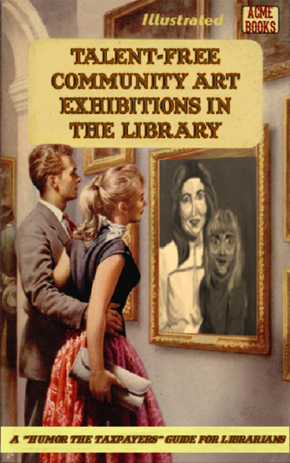 Illustrated
ACME
BOOKS
TALENT-FREE
COMMUNITY ART
EXHIBITIONS IN
THE LIBRARY
A "HUMOR THE TAXPAYERS" GUIDE FOR LIBRARIANS